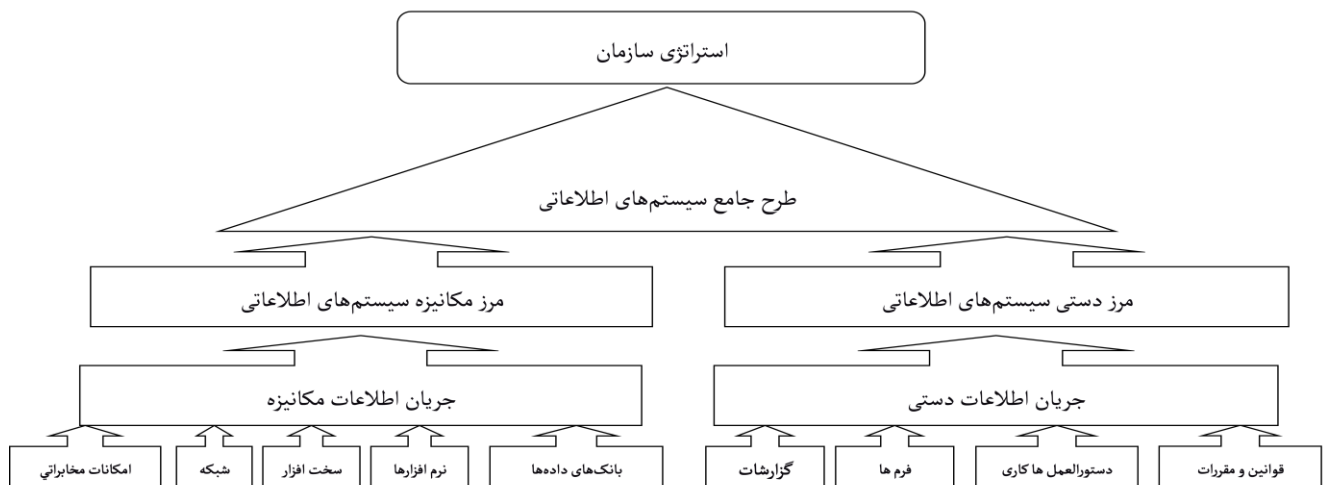 استراتژی سازمان
طرح جامع سیستم‌های اطلاعاتی
مرز دستی سیستم‌های اطلاعاتی
مرز مکانیزه سیستم‌های اطلاعاتی
جریان اطلاعات دستی
جریان اطلاعات مکانیزه
قوانین و مقررات
دستورالعمل ها کاری
فرم ها
گزارشات
بانک‌های داده‌ها
نرم افزارها
سخت افزار
شبکه
امکانات مخابراتي